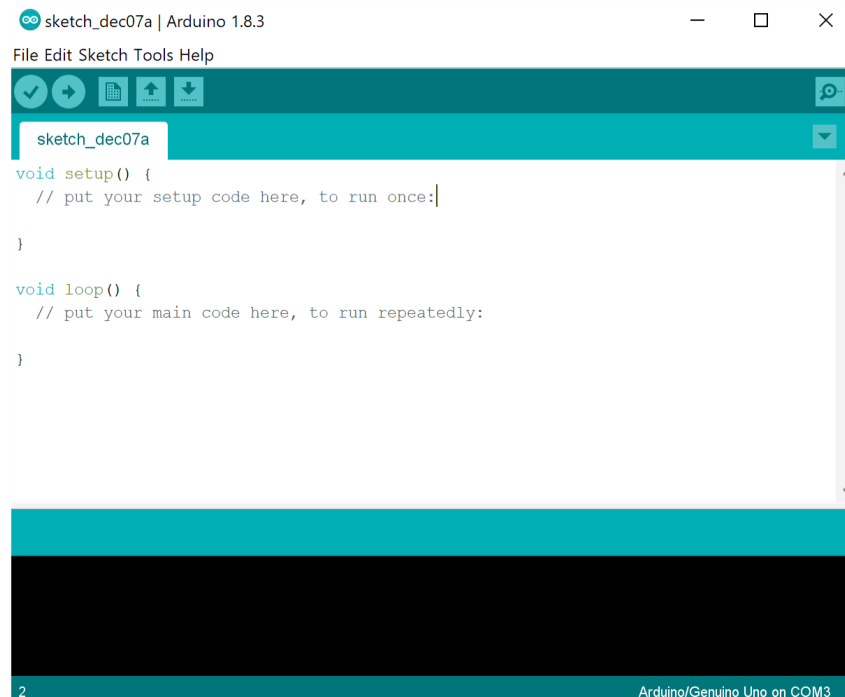 sketch_dec07a | Arduino 1.8.3
File Edit Sketch Tools Help
sketch_dec07a
void setup() {
  // put your setup code here, to run once:
}
void loop() {
  // put your main code here, to run repeatedly:
}
2
Arduino/Genuino Uno on COM3